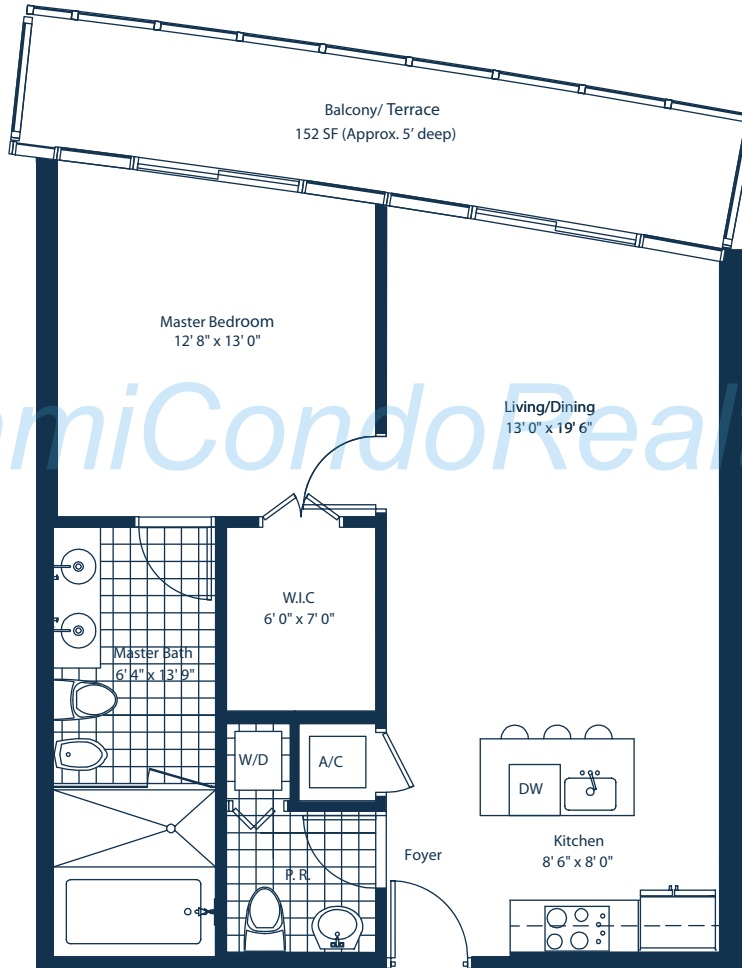 Balcony/ Terrace
152 SF (Approx. 5' deep)
Master Bedroom
12' 8" x 13' 0"
Living/Dining
13' 0" x 19' 6"
amiCondoReal
W.I.C
6' 0" x 7' 0"
Master Bath
6' 4" x 13' 9"
W/D
A/C
DW
Kitchen
8' 6" x 8' 0"
Foyer
P. R.